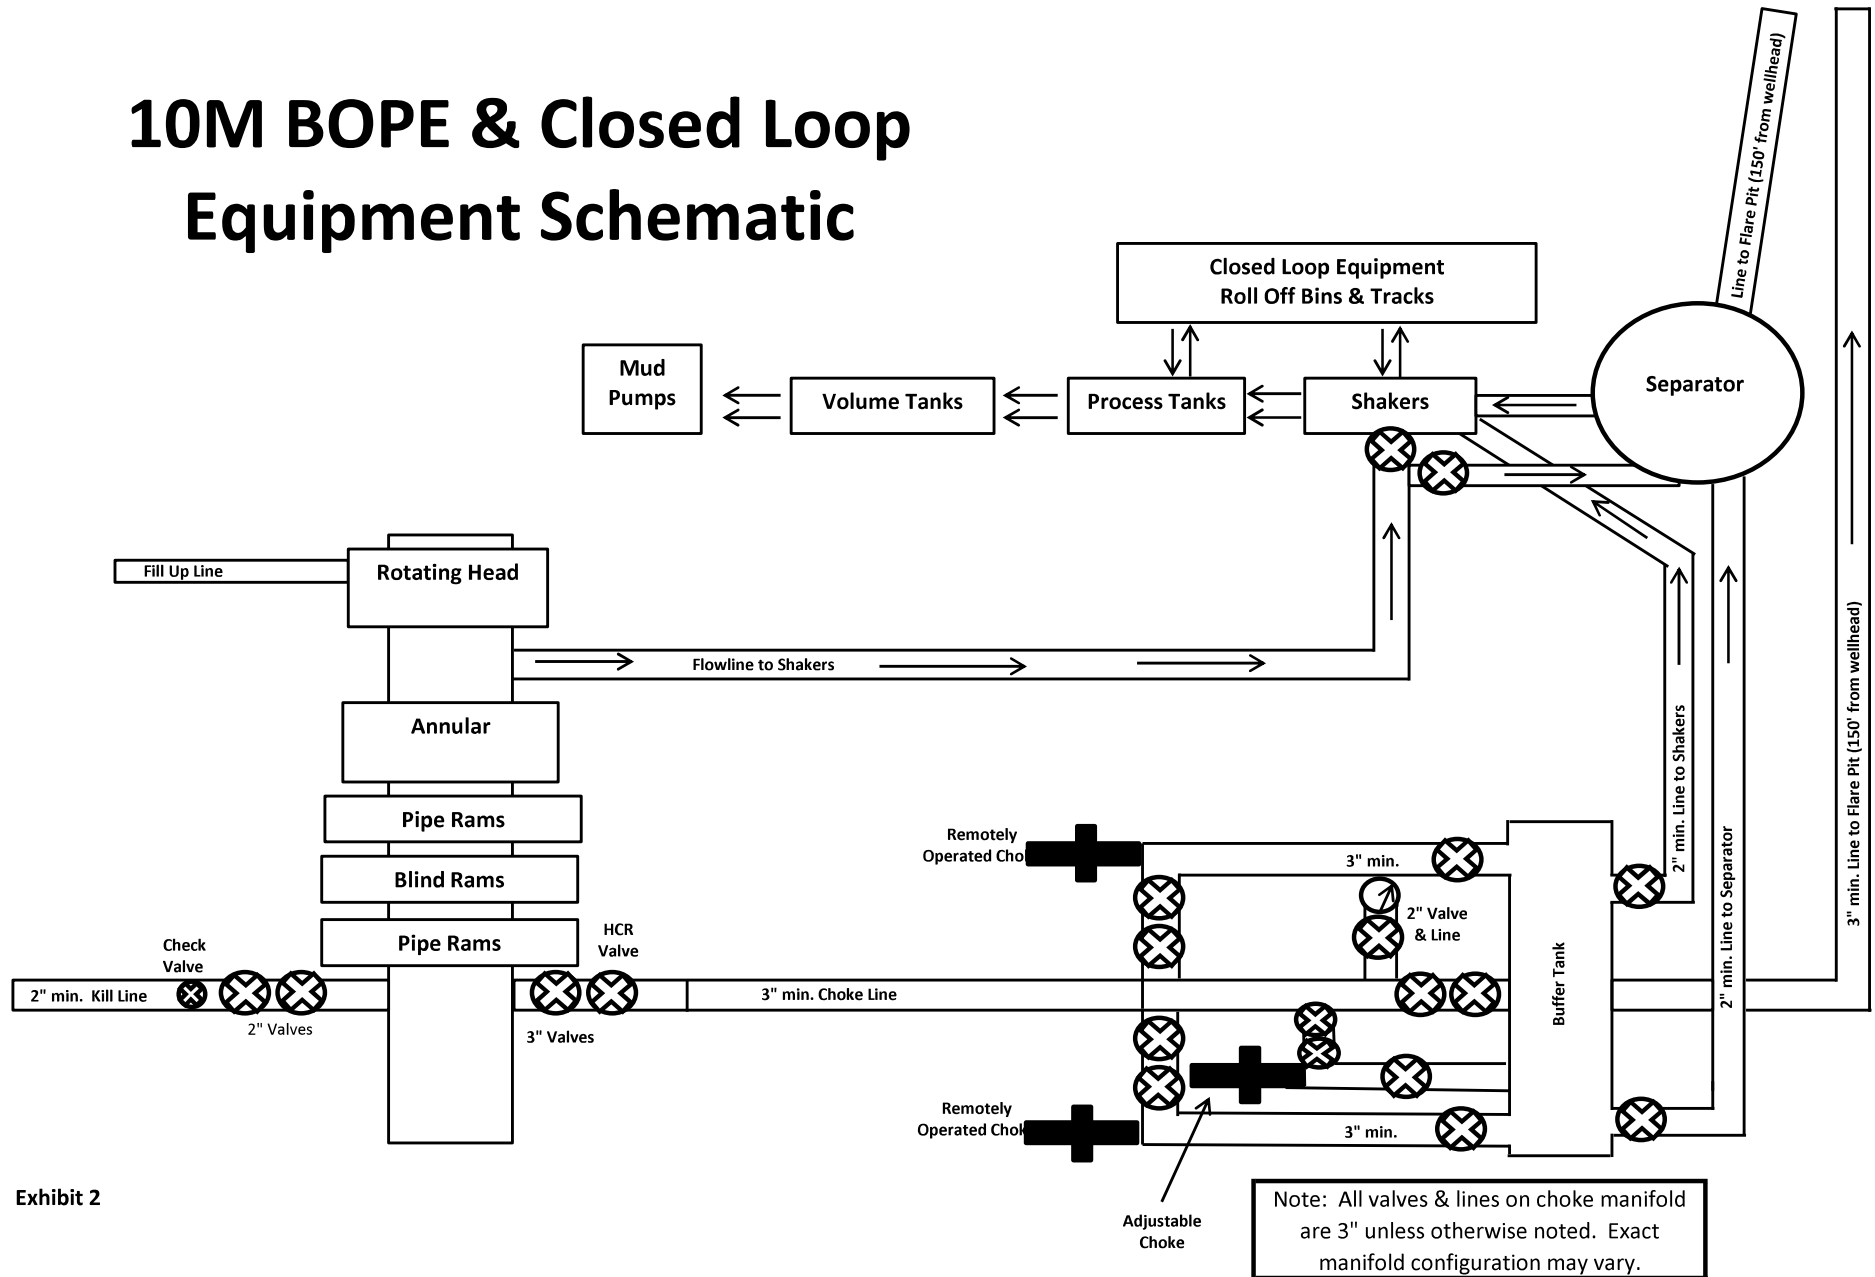 10M BOPE & Closed Loop
Equipment Schematic
Line to Flare Pit (150' from wellhead)
Closed Loop Equipment
Roll Off Bins & Tracks
Mud
Pumps
Volume Tanks
Process Tanks
Shakers
Separator
Fill Up Line
Rotating Head
Flowline to Shakers
Annular
Pipe Rams
Blind Rams
Pipe Rams
Check
Valve
HCR
Valve
2" min. Kill Line
2" Valves
3" Valves
3" min. Choke Line
Remotely
Operated Cho
3" min.
2" Valve
& Line
Buffer Tank
2" min. Line to Shakers
2" min. Line to Separator
3" min. Line to Flare Pit (150' from wellhead)
Remotely
Operated Chok
3" min.
Adjustable
Choke
Exhibit 2
Note: All valves & lines on choke manifold
are 3" unless otherwise noted. Exact
manifold configuration may vary.